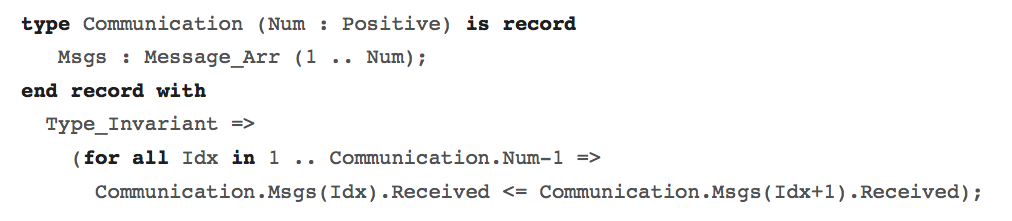 type Communication (Num : Positive) is record
Msgs : Message_Arr (1 .. Num);
end record with
Type_Invariant =>
(for all Idx in 1 .. Communication.Num-1 =>
Communication.Msgs(Idx).Received <= Communication.Msgs(Idx+1).Received);